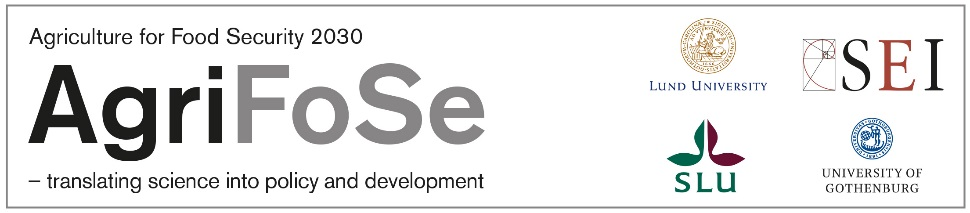 Agriculture for Food Security 2030
AgriFoSe
– translating science into policy and development
LUND UNIVERSITY
SEI
SLU
UNIVERSITY OF
GOTHENBURG